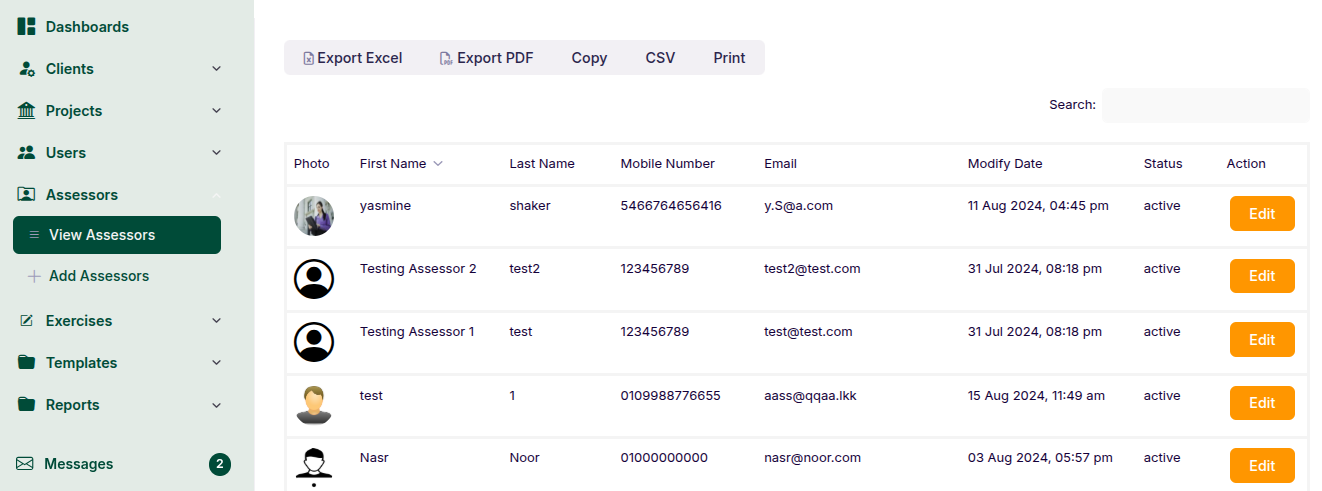 Dashboards
Clients
Projects
Users
Assessors
View Assessors
Add Assessors
Exercises
Templates
Reports
Messages 2
Export Excel Export PDF Copy CSV Print
Search:
Photo First Name Last Name Mobile Number Email Modify Date Status Action
yasmine shaker 5466764656416 y.S@a.com 11 Aug 2024, 04:45 pm active Edit
Testing Assessor 2 test2 123456789 test2@test.com 31 Jul 2024, 08:18 pm active Edit
Testing Assessor 1 test 123456789 test@test.com 31 Jul 2024, 08:18 pm active Edit
test 1 0109988776655 aass@qqaa.lkk 15 Aug 2024, 11:49 am active Edit
Nasr Noor 01000000000 nasr@noor.com 03 Aug 2024, 05:57 pm active Edit